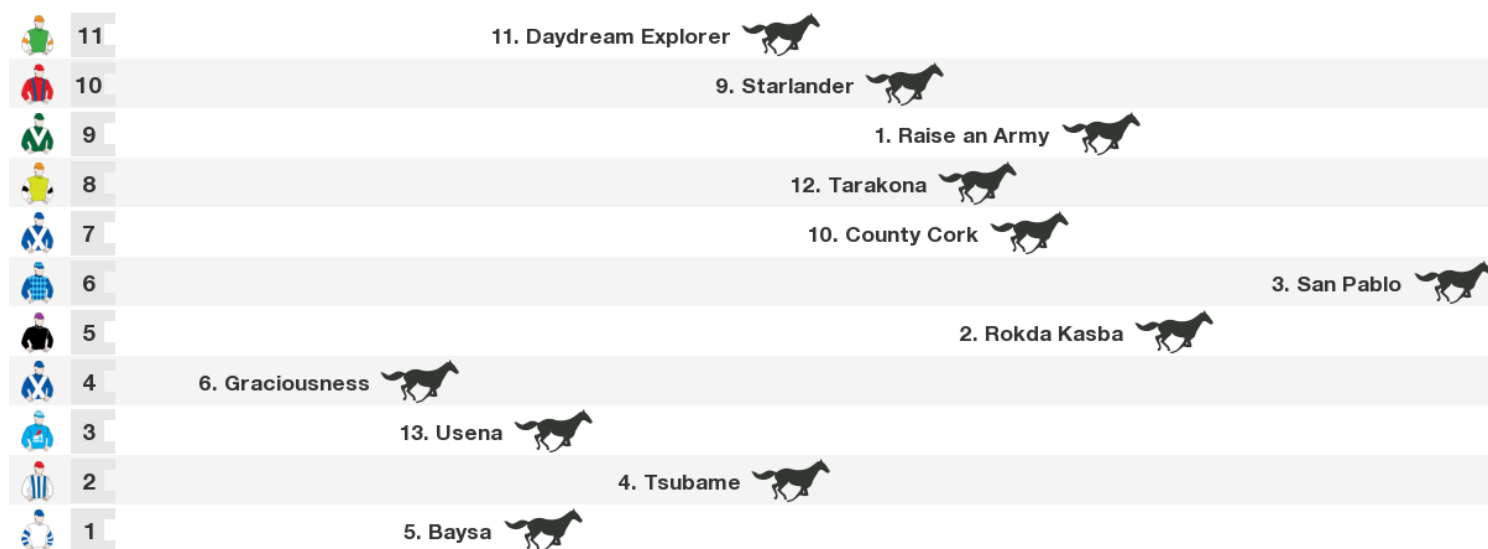 11 11. Daydream Explorer
10 9. Starlander
9 1. Raise an Army
8 12. Tarakona
7 10. County Cork
6 3. San Pablo
5 2. Rokda Kasba
4 6. Graciousness
3 13. Usena
2 4. Tsubame
1 5. Baysa